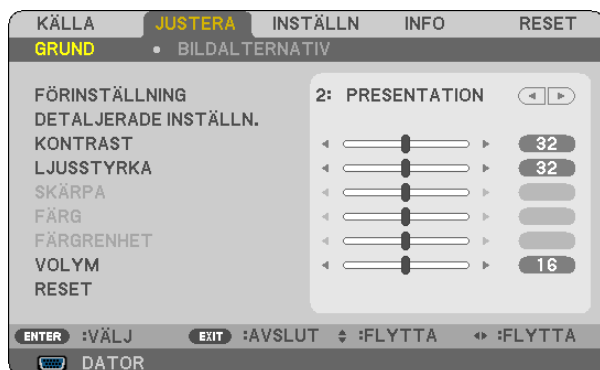 KÄLLA JUSTERA INSTÄLLN INFO RESET
GRUND • BILDALTERNATIV
FÖRINSTÄLLNING 2: PRESENTATION
DETALJERADE INSTÄLLN.
KONTRAST 32
LJUSSTYRKA 32
SKÄRPA
FÄRG
FÄRGRENHET
VOLYM 16
RESET
ENTER :VÄLJ EXIT :AVSLUT :FLYTTA :FLYTTA
DATOR